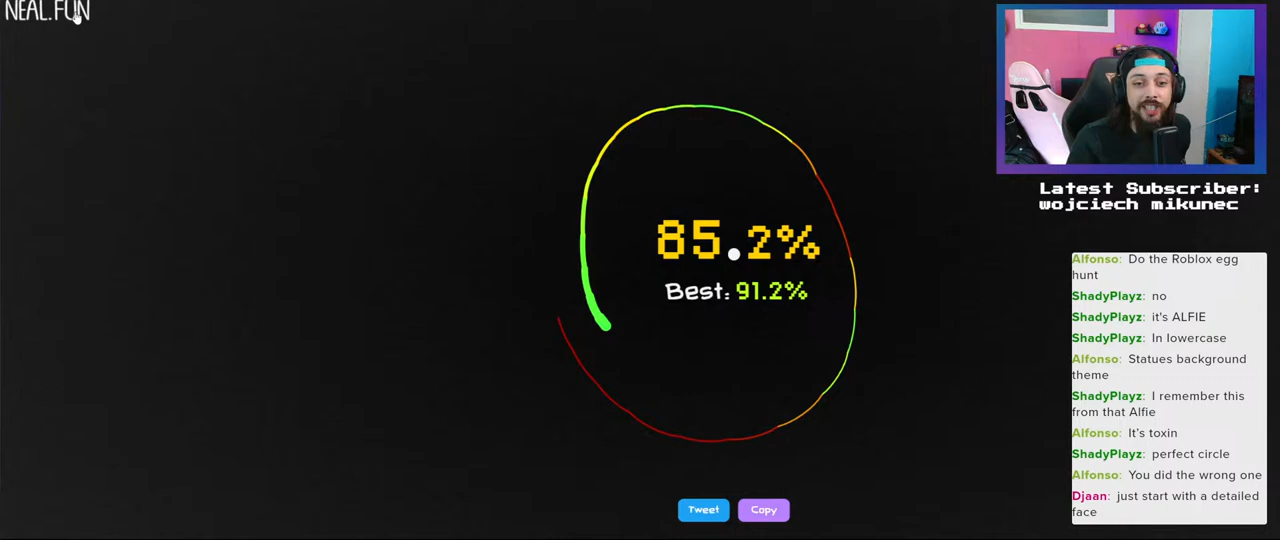 NEAL.FUN
85.2%
Best: 91.2%
Tweet
Copy
Latest Subscriber:
wojciech mikunec
Alfonso: Do the Roblox egg
hunt
ShadyPlayz: no
ShadyPlayz: it's ALFIE
ShadyPlayz: In lowercase
Alfonso: Statues background
theme
ShadyPlayz: I remember this
from that Alfie
Alfonso: It's toxin
ShadyPlayz: perfect circle
Alfonso: You did the wrong one
Djaan: just start with a detailed
face